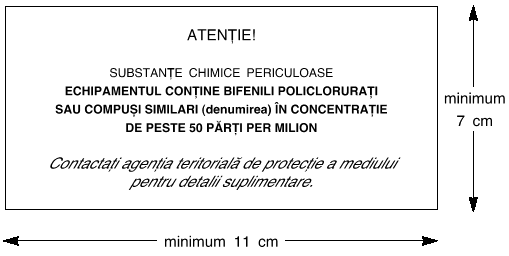 ATENȚIE!
SUBSTANȚE CHIMICE PERICULOASE
ECHIPAMENTUL CONȚINE BIFENILI POLICLORURAȚI
SAU COMPUȘI SIMILARI (denumirea) ÎN CONCENTRAȚIE
DE PESTE 50 PĂRȚI PER MILION
Contactați agenția teritorială de protecție a mediului
pentru detalii suplimentare.
minimum
7 cm
minimum 11 cm